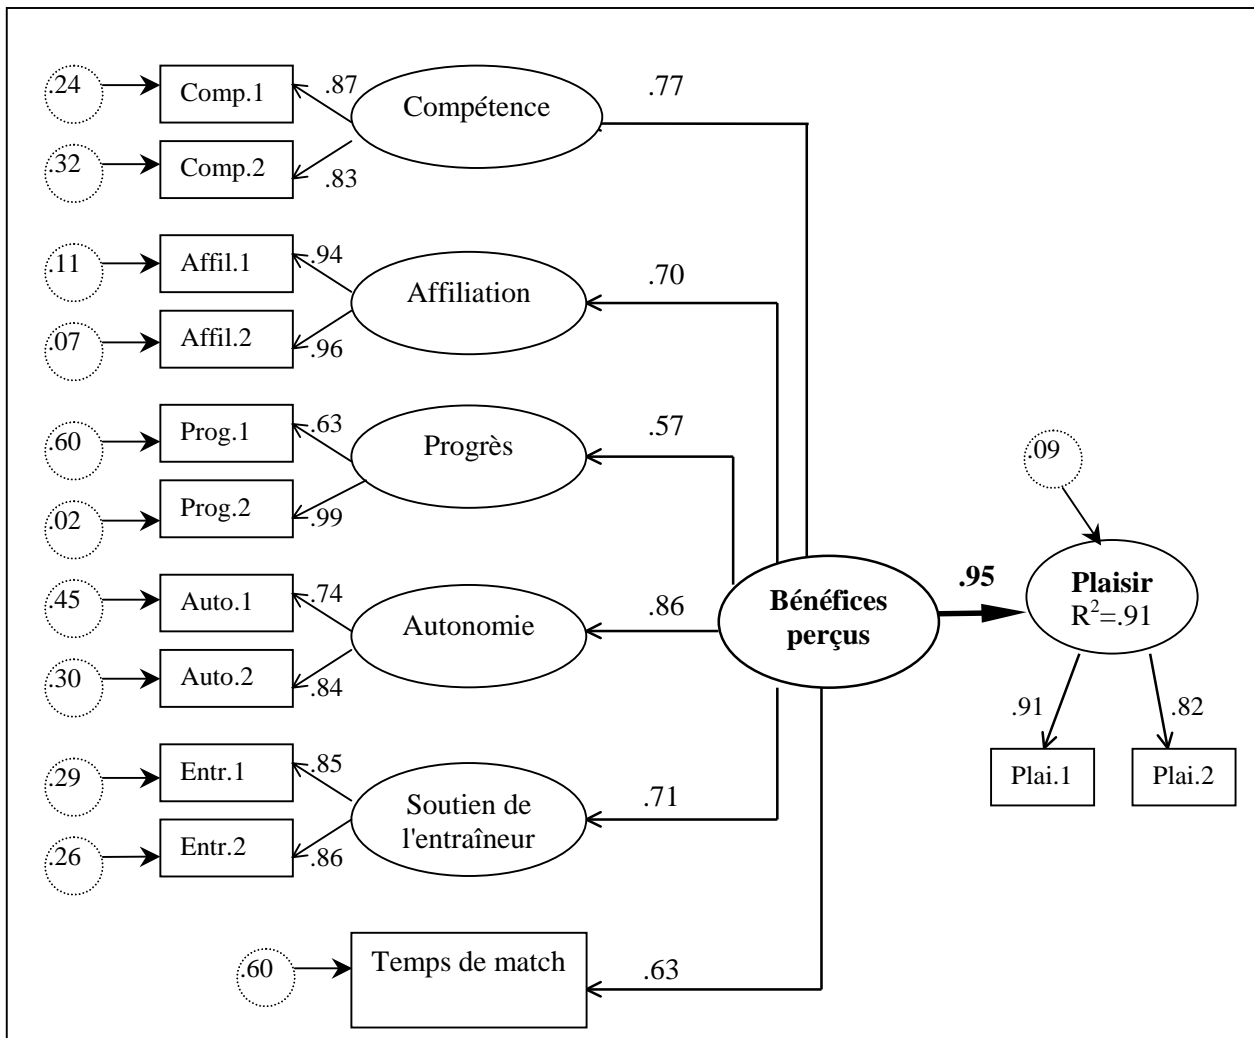 .24
Comp.1
.87
Compétence
.77
.32
Comp.2
.83
.11
Affil.1
.94
Affiliation
.70
.07
Affil.2
.96
.60
Prog.1
.63
Progrès
.57
.02
Prog.2
.99
.45
Auto.1
.74
Autonomie
.86
.30
Auto.2
.84
.29
Entr.1
.85
Soutien de
l'entraîneur
.71
.26
Entr.2
.86
.60
Temps de match
.63
Bénéfices
perçus
.95
.09
Plaisir
R²=.91
.91
.82
Plai.1
Plai.2